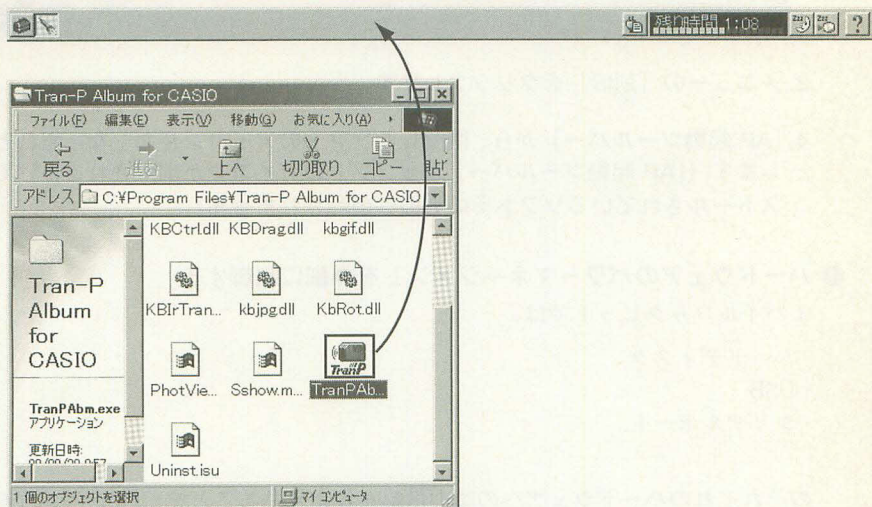 残り時間 1:08 ?
Tran-P Album for CASIO
ファイル(F) 編集(E) 表示(V) 移動(G) お気に入り(A)
戻る 進む 上へ 切り取り コピー
アドレス C:¥Program Files¥Tran-P Album for CASIO
KBCtrl.dll KBDrag.dll kbgif.dll
Tran-P
Album
for
CASIO
KBIrTran... kbjpg.dll KbRot.dll
TranP
PhotVie... Sshow.m... TranPAb...
TranPAbm.exe
アプリケーション
更新日時:
Uninst.isu
1 個のオブジェクトを選択 マイ コンピュータ